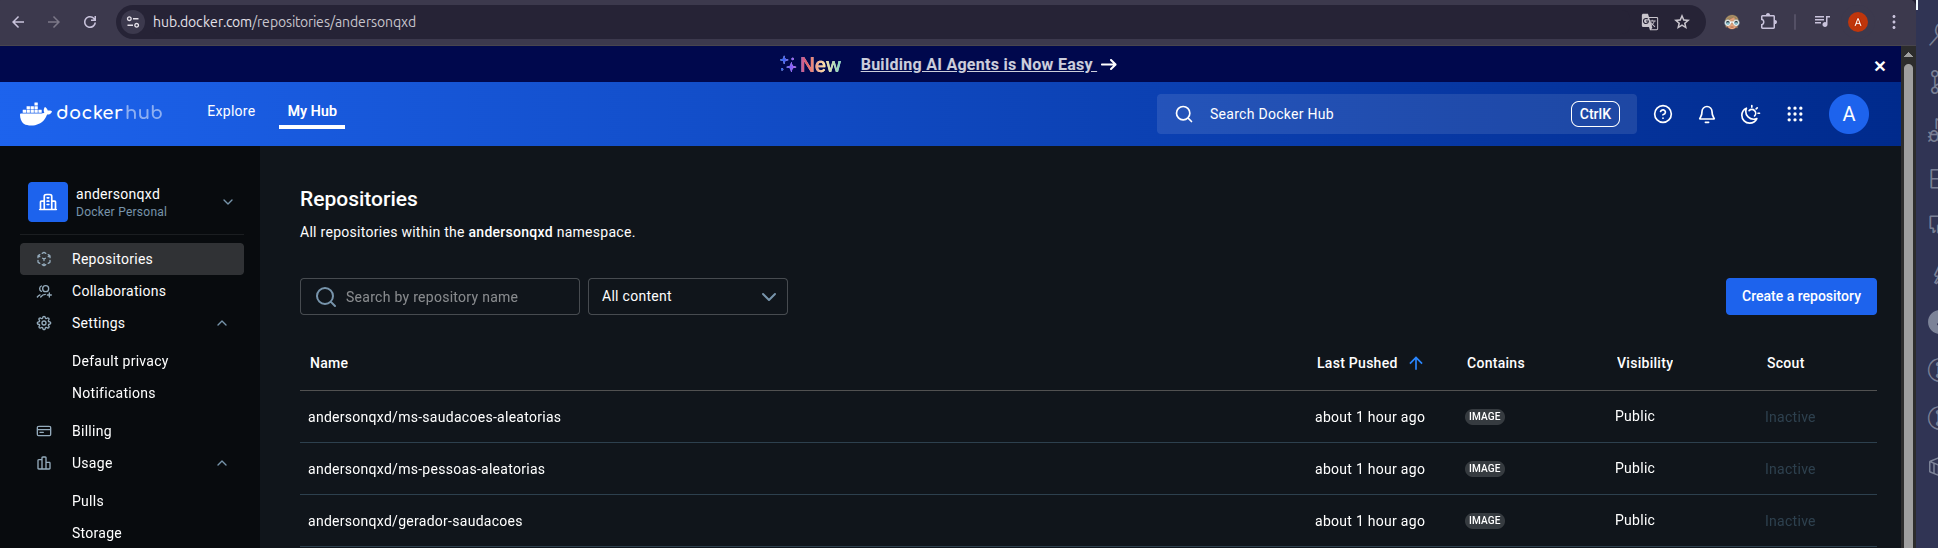 hub.docker.com/repositories/andersonqxd
A
New Building AI Agents is Now Easy →
dockerhub
Explore
My Hub
Search Docker Hub
CtrlK
A
andersonqxd
Docker Personal
Repositories
Collaborations
Settings
Default privacy
Notifications
Billing
Usage
Pulls
Storage
Repositories
All repositories within the andersonqxd namespace.
Search by repository name
All content
Create a repository
Name Last Pushed Contains Visibility Scout
andersonqxd/ms-saudacoes-aleatorias about 1 hour ago IMAGE Public Inactive
andersonqxd/ms-pessoas-aleatorias about 1 hour ago IMAGE Public Inactive
andersonqxd/gerador-saudacoes about 1 hour ago IMAGE Public Inactive